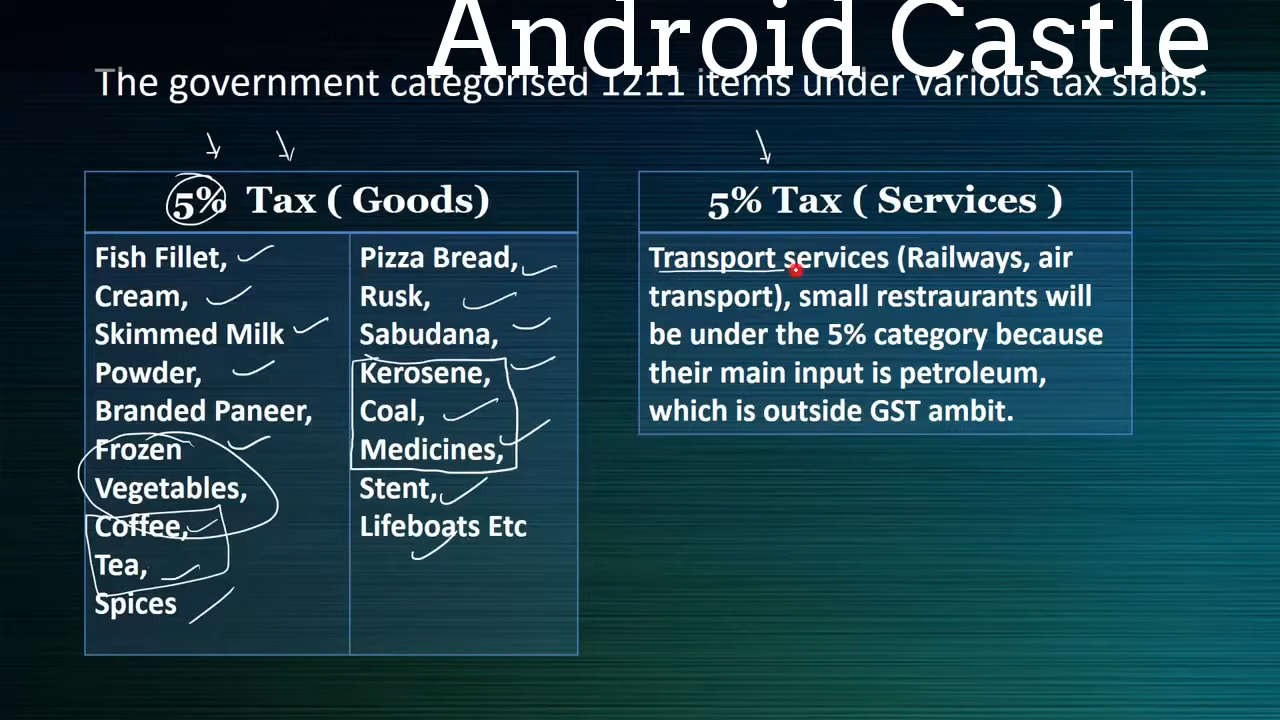 Android Castle
The government categorised 1211 items under various tax slabs.
5% Tax ( Goods)
Fish Fillet,
Cream,
Skimmed Milk
Powder,
Branded Paneer,
Frozen
Vegetables,
Coffee,
Tea,
Spices
Pizza Bread,
Rusk,
Sabudana,
Kerosene,
Coal,
Medicines,
Stent,
Lifeboats Etc
5% Tax ( Services )
Transport services (Railways, air
transport), small restraurants will
be under the 5% category because
their main input is petroleum,
which is outside GST ambit.